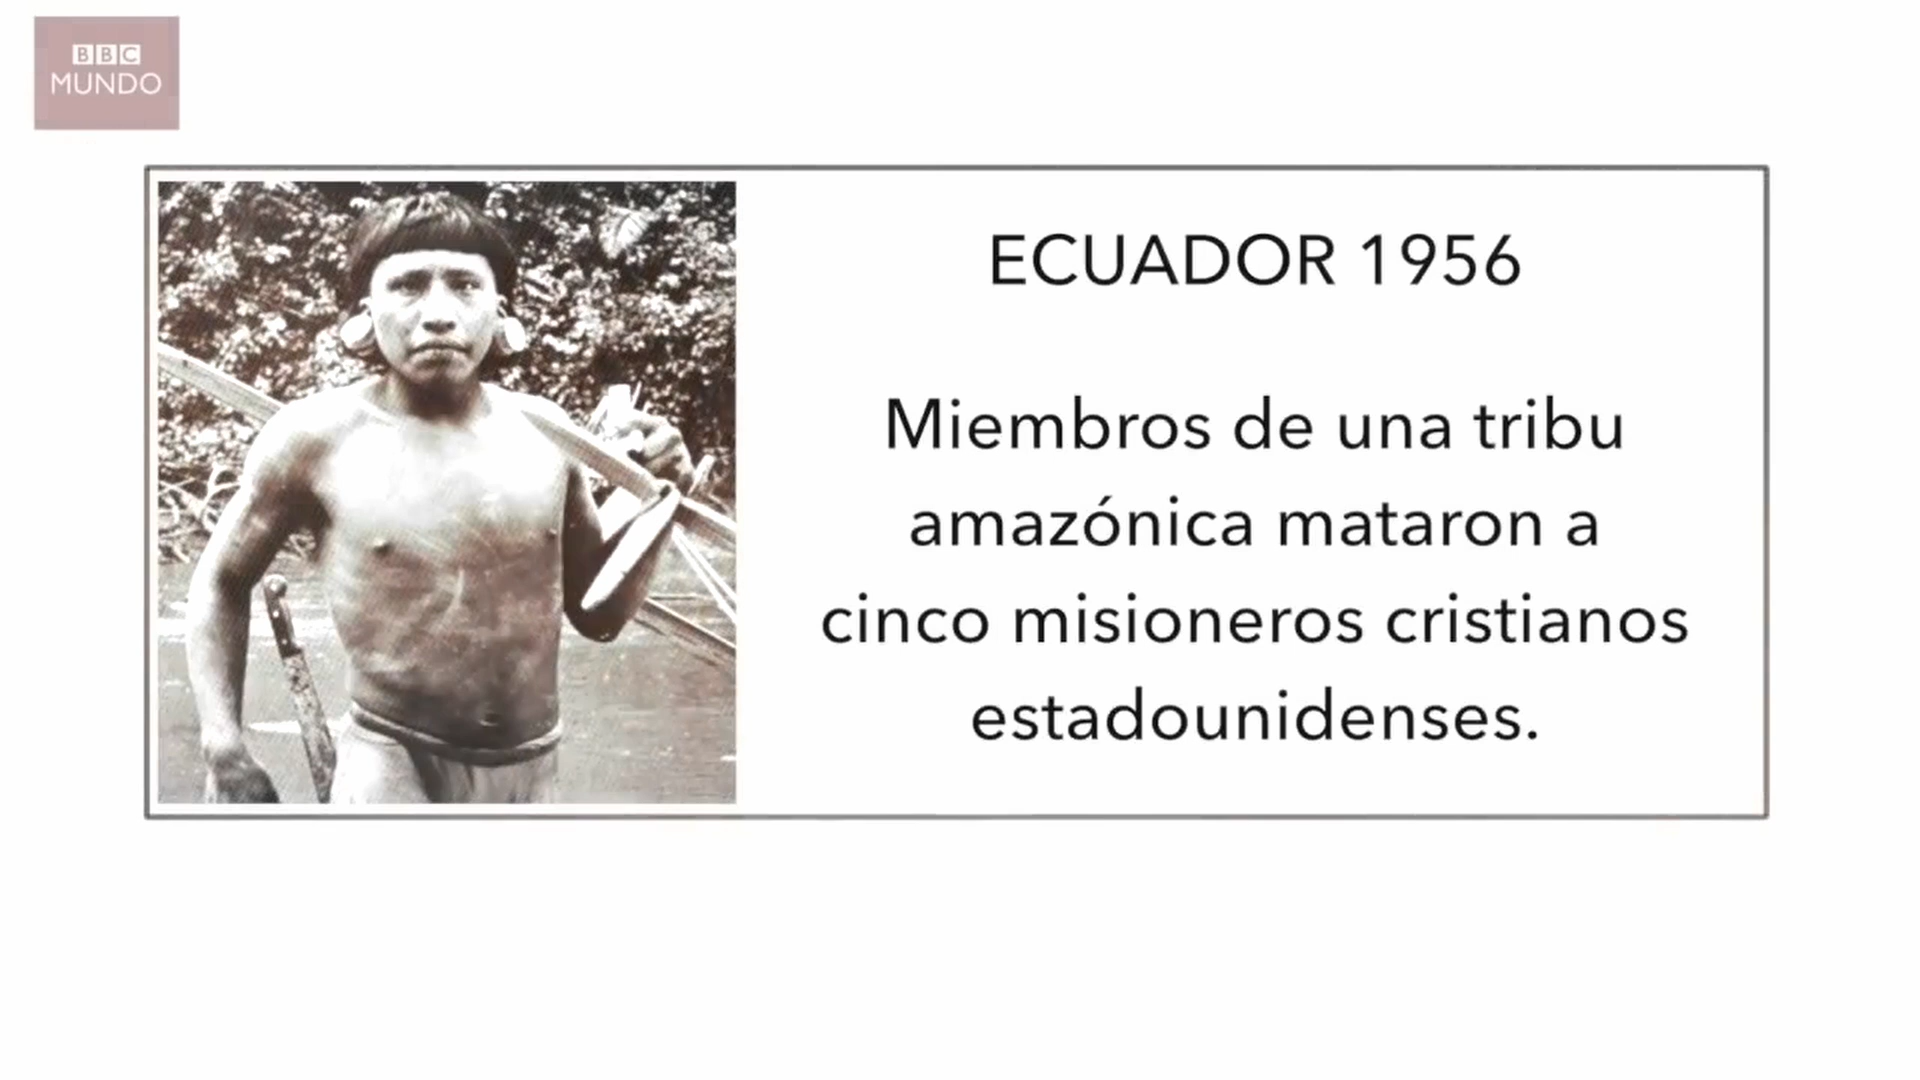 BBC
MUNDO
ECUADOR 1956
Miembros de una tribu
amazónica mataron a
cinco misioneros cristianos
estadounidenses.